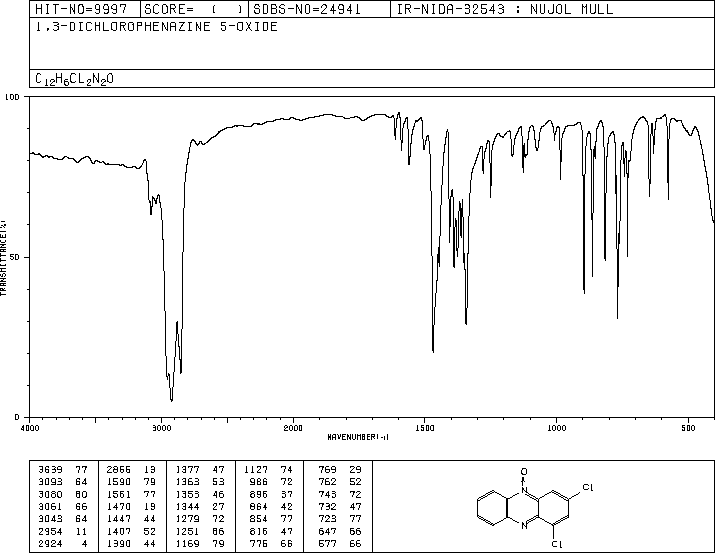 HIT-NO=9997 SCORE= ( ) SDBS-NO=24941 IR-NIDA-32543 : NUJOL MULL
1,3-DICHLOROPHENAZINE 5-OXIDE
C12H6CL2N2O
100
50
0
TRANSMITTANCE(%)
4000 3000 2000 1500 1000 500
WAVENUMBER(-1)
3639 77 2866 13 1377 47 1127 74 769 29
3093 64 1590 79 1363 53 986 72 762 52
3080 60 1561 77 1353 46 896 37 743 72
3061 66 1470 19 1344 27 864 42 732 47
3043 64 1447 44 1279 72 854 77 723 77
2954 11 1407 52 1251 66 816 47 647 66
2924 4 1390 44 1169 79 776 66 577 66
O
N
N
Cl
Cl